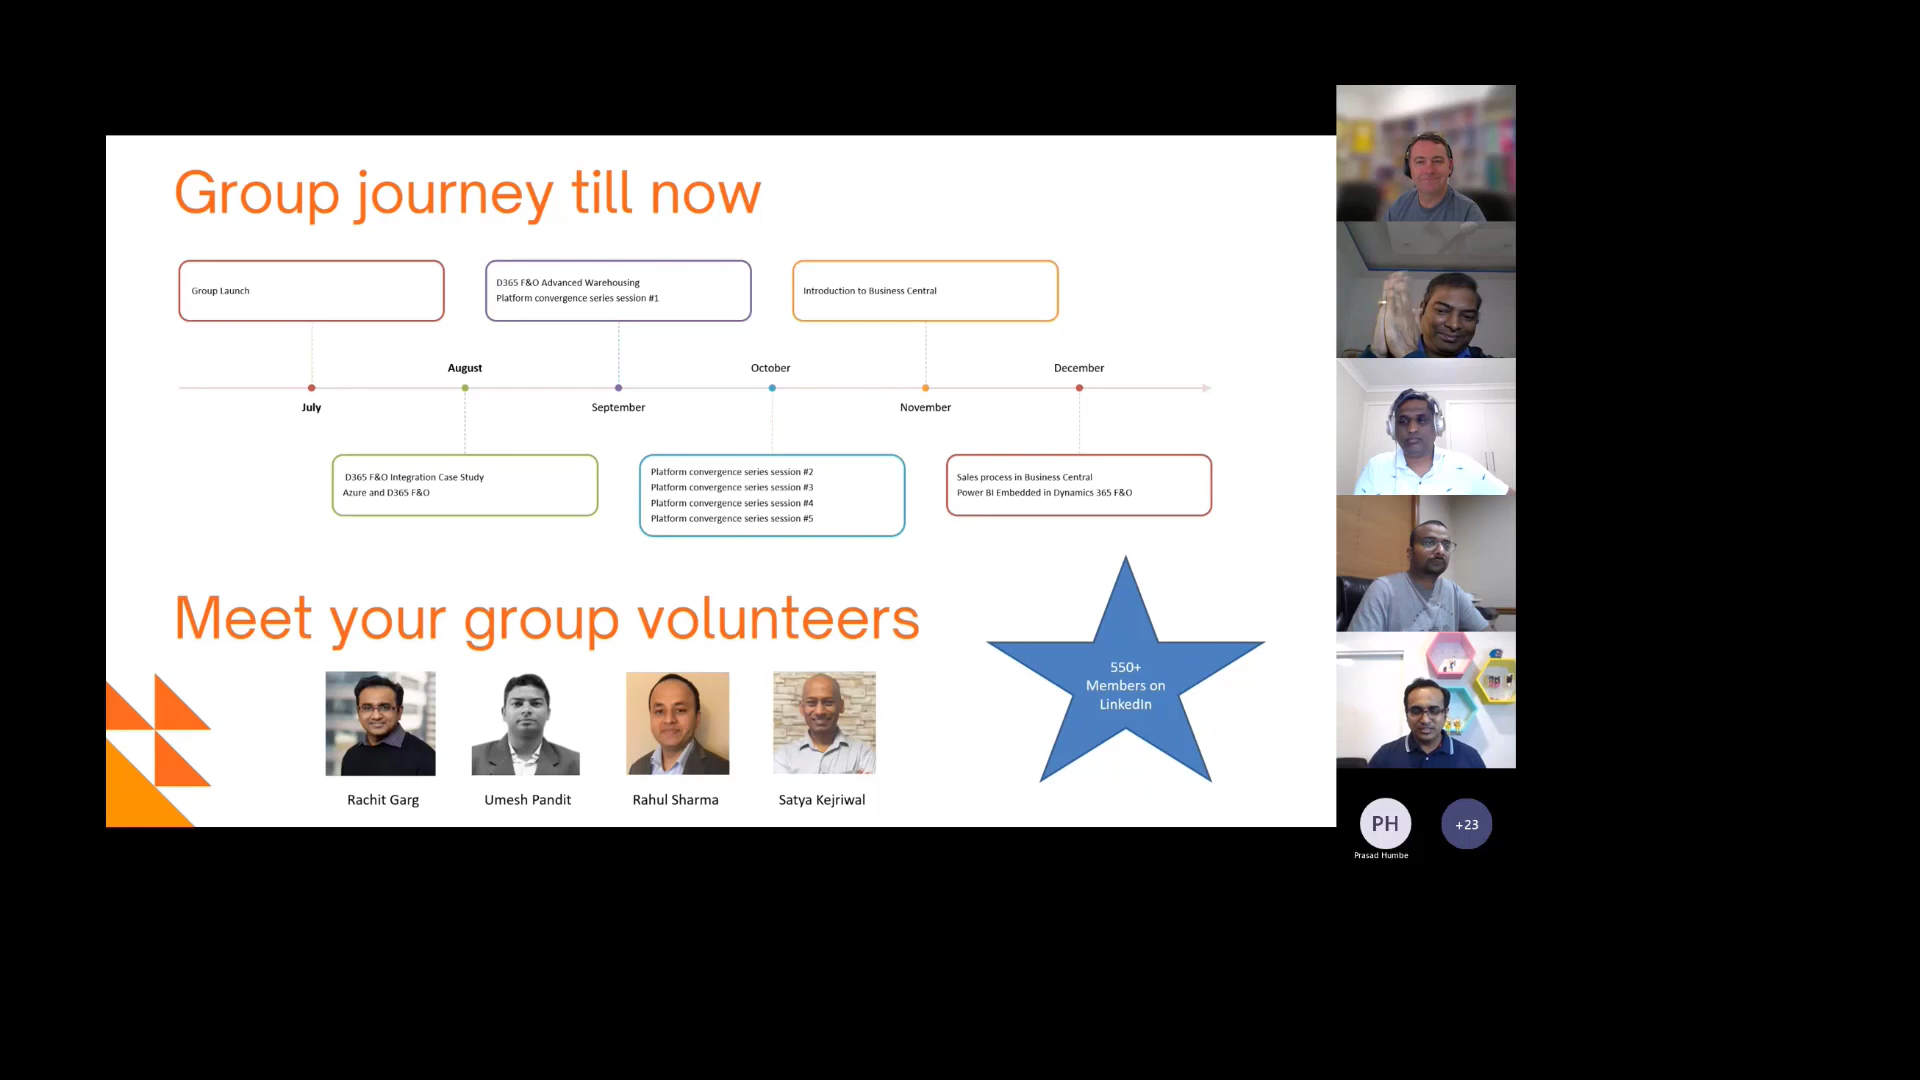 Group journey till now
Group Launch
D365 F&O Advanced Warehousing
Platform convergence series session #1
Introduction to Business Central
August
October
December
July
September
November
D365 F&O Integration Case Study
Azure and D365 F&O
Platform convergence series session #2
Platform convergence series session #3
Platform convergence series session #4
Platform convergence series session #5
Sales process in Business Central
Power BI Embedded in Dynamics 365 F&O
Meet your group volunteers
550+
Members on
LinkedIn
Rachit Garg
Umesh Pandit
Rahul Sharma
Satya Kejriwal
PH
+23
Prasad Humbe